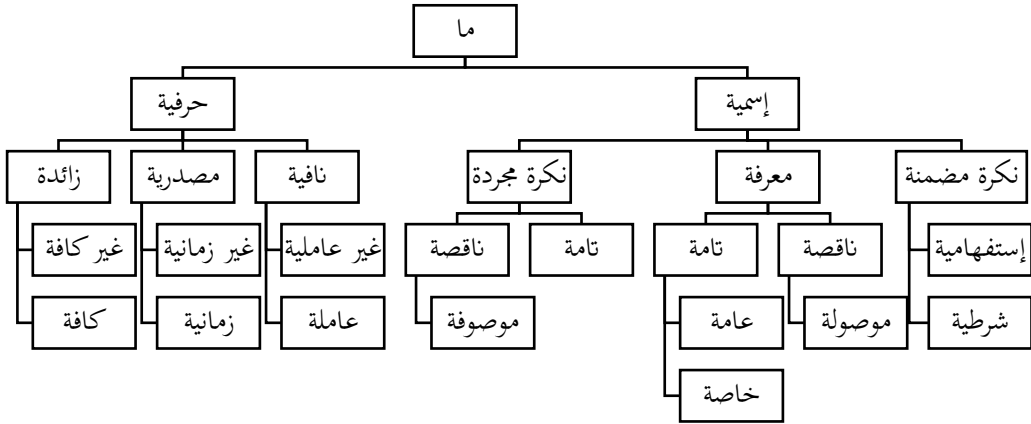 ما
إسمية
حرفية
نكرة مضمنة
معرفة
نكرة مجردة
نافية
مصدرية
زائدة
إستفهامية
ناقصة
تامة
تامة
ناقصة
غير عاملية
غير زمانية
غير كافة
شرطية
موصولة
عامة
موصوفة
عاملة
زمانية
كافة
خاصة